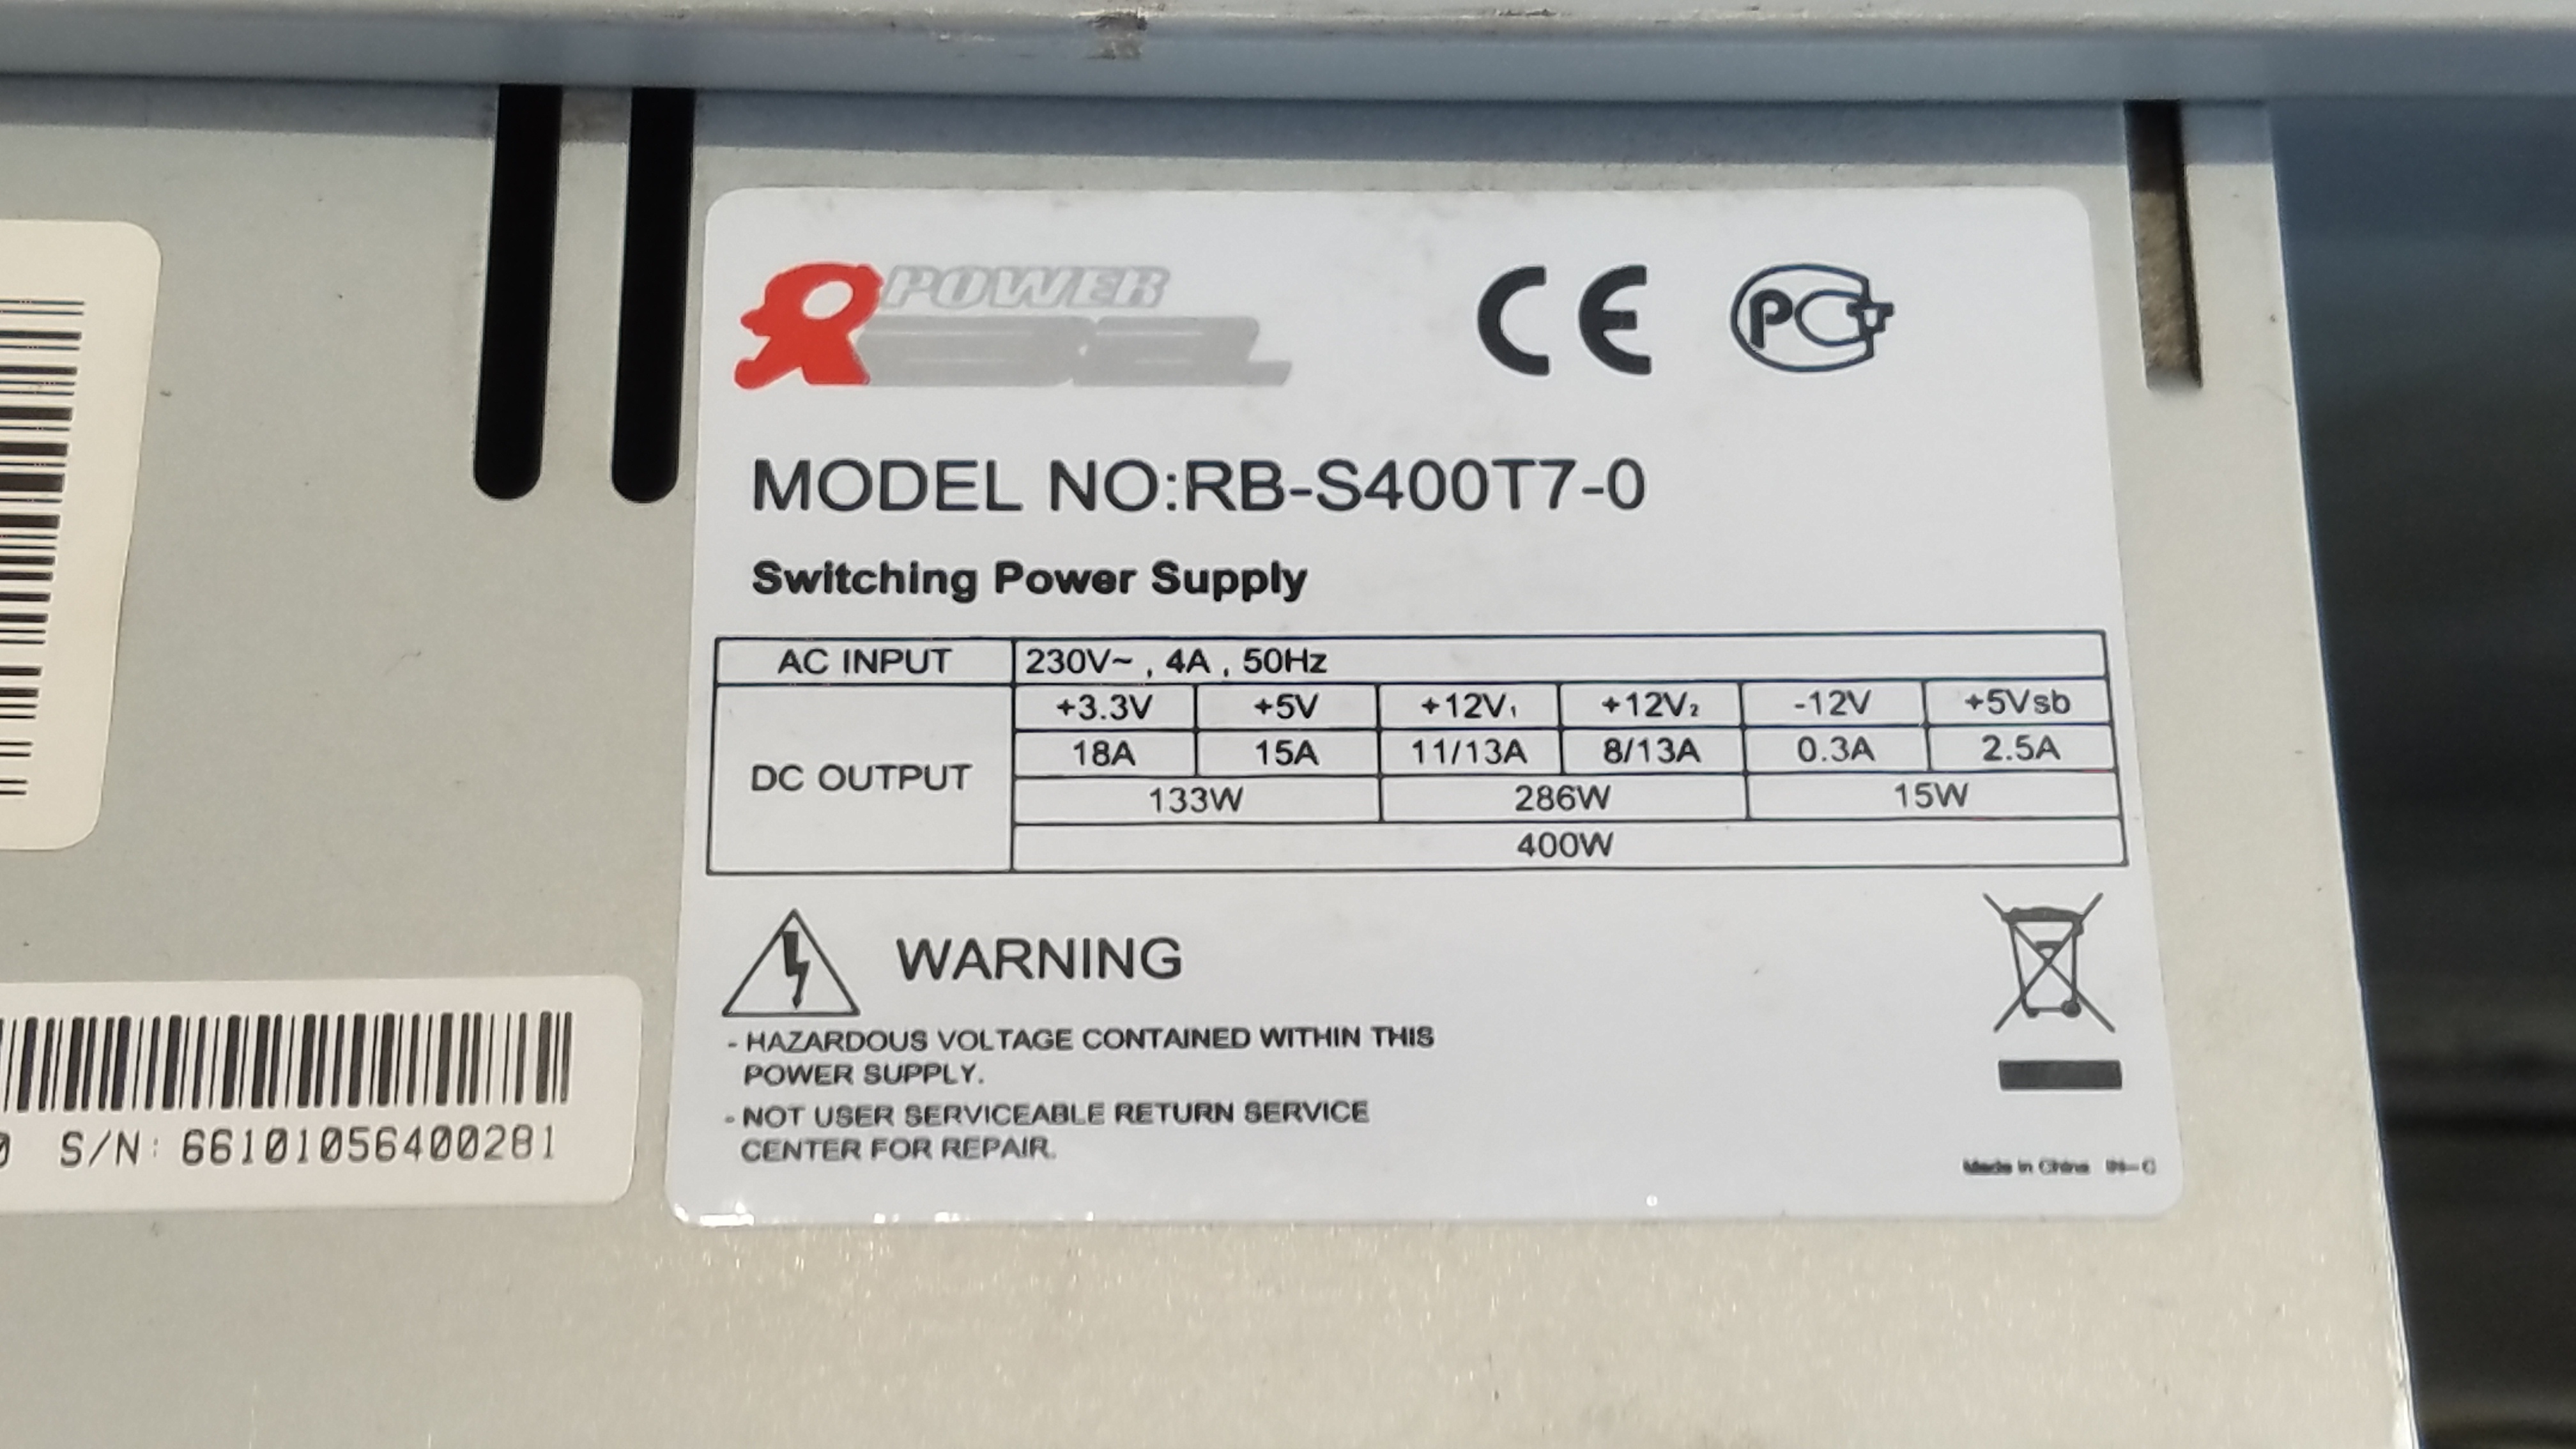 POWER
CE
PC
MODEL NO:RB-S400T7-0
Switching Power Supply
AC INPUT 230V~ , 4A , 50Hz
+3.3V +5V +12V₁ +12V₂ -12V +5Vsb
18A 15A 11/13A 8/13A 0.3A 2.5A
DC OUTPUT
133W 286W 15W
400W
WARNING
- HAZARDOUS VOLTAGE CONTAINED WITHIN THIS
POWER SUPPLY.
- NOT USER SERVICEABLE RETURN SERVICE
CENTER FOR REPAIR.
Made in China
S/N: 66101056400281